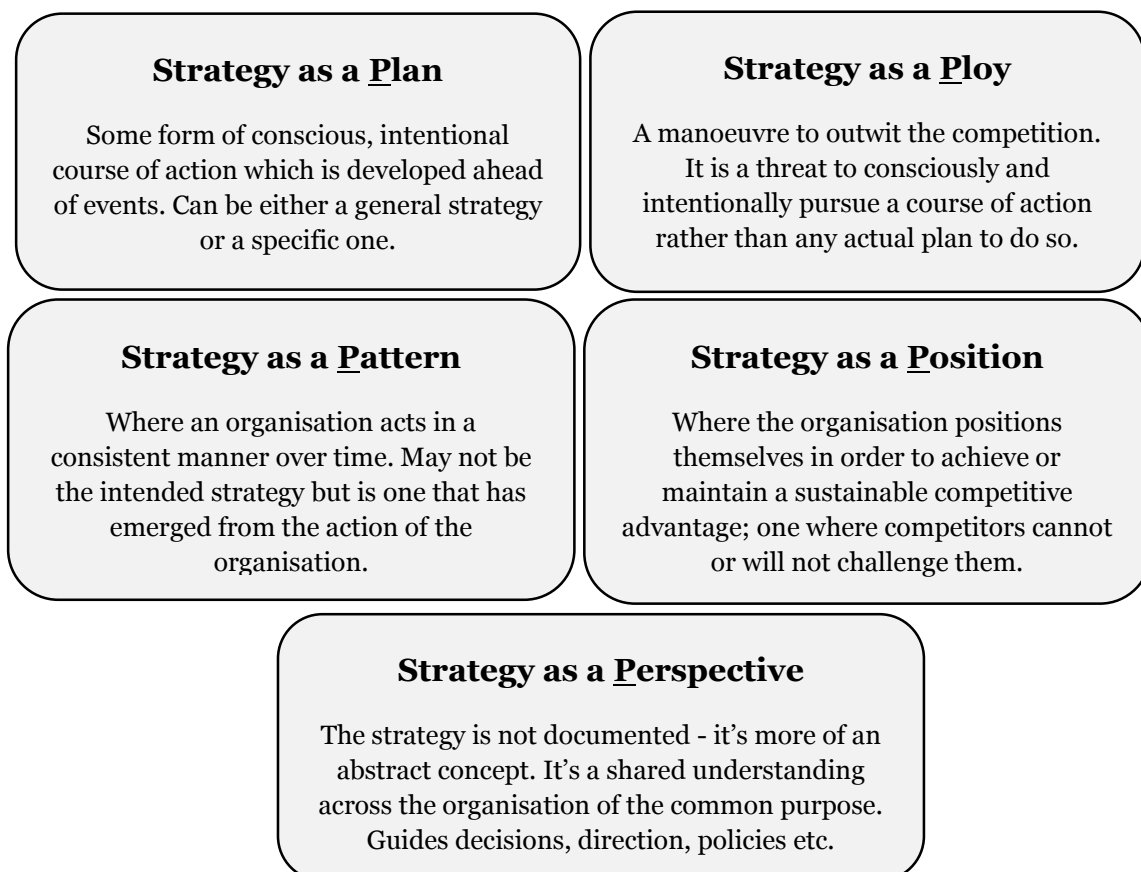 Strategy as a Plan
Some form of conscious, intentional
course of action which is developed ahead
of events. Can be either a general strategy
or a specific one.
Strategy as a Ploy
A manoeuvre to outwit the competition.
It is a threat to consciously and
intentionally pursue a course of action
rather than any actual plan to do so.
Strategy as a Pattern
Where an organisation acts in a
consistent manner over time. May not be
the intended strategy but is one that has
emerged from the action of the
organisation.
Strategy as a Position
Where the organisation positions
themselves in order to achieve or
maintain a sustainable competitive
advantage; one where competitors cannot
or will not challenge them.
Strategy as a Perspective
The strategy is not documented - it’s more of an
abstract concept. It’s a shared understanding
across the organisation of the common purpose.
Guides decisions, direction, policies etc.